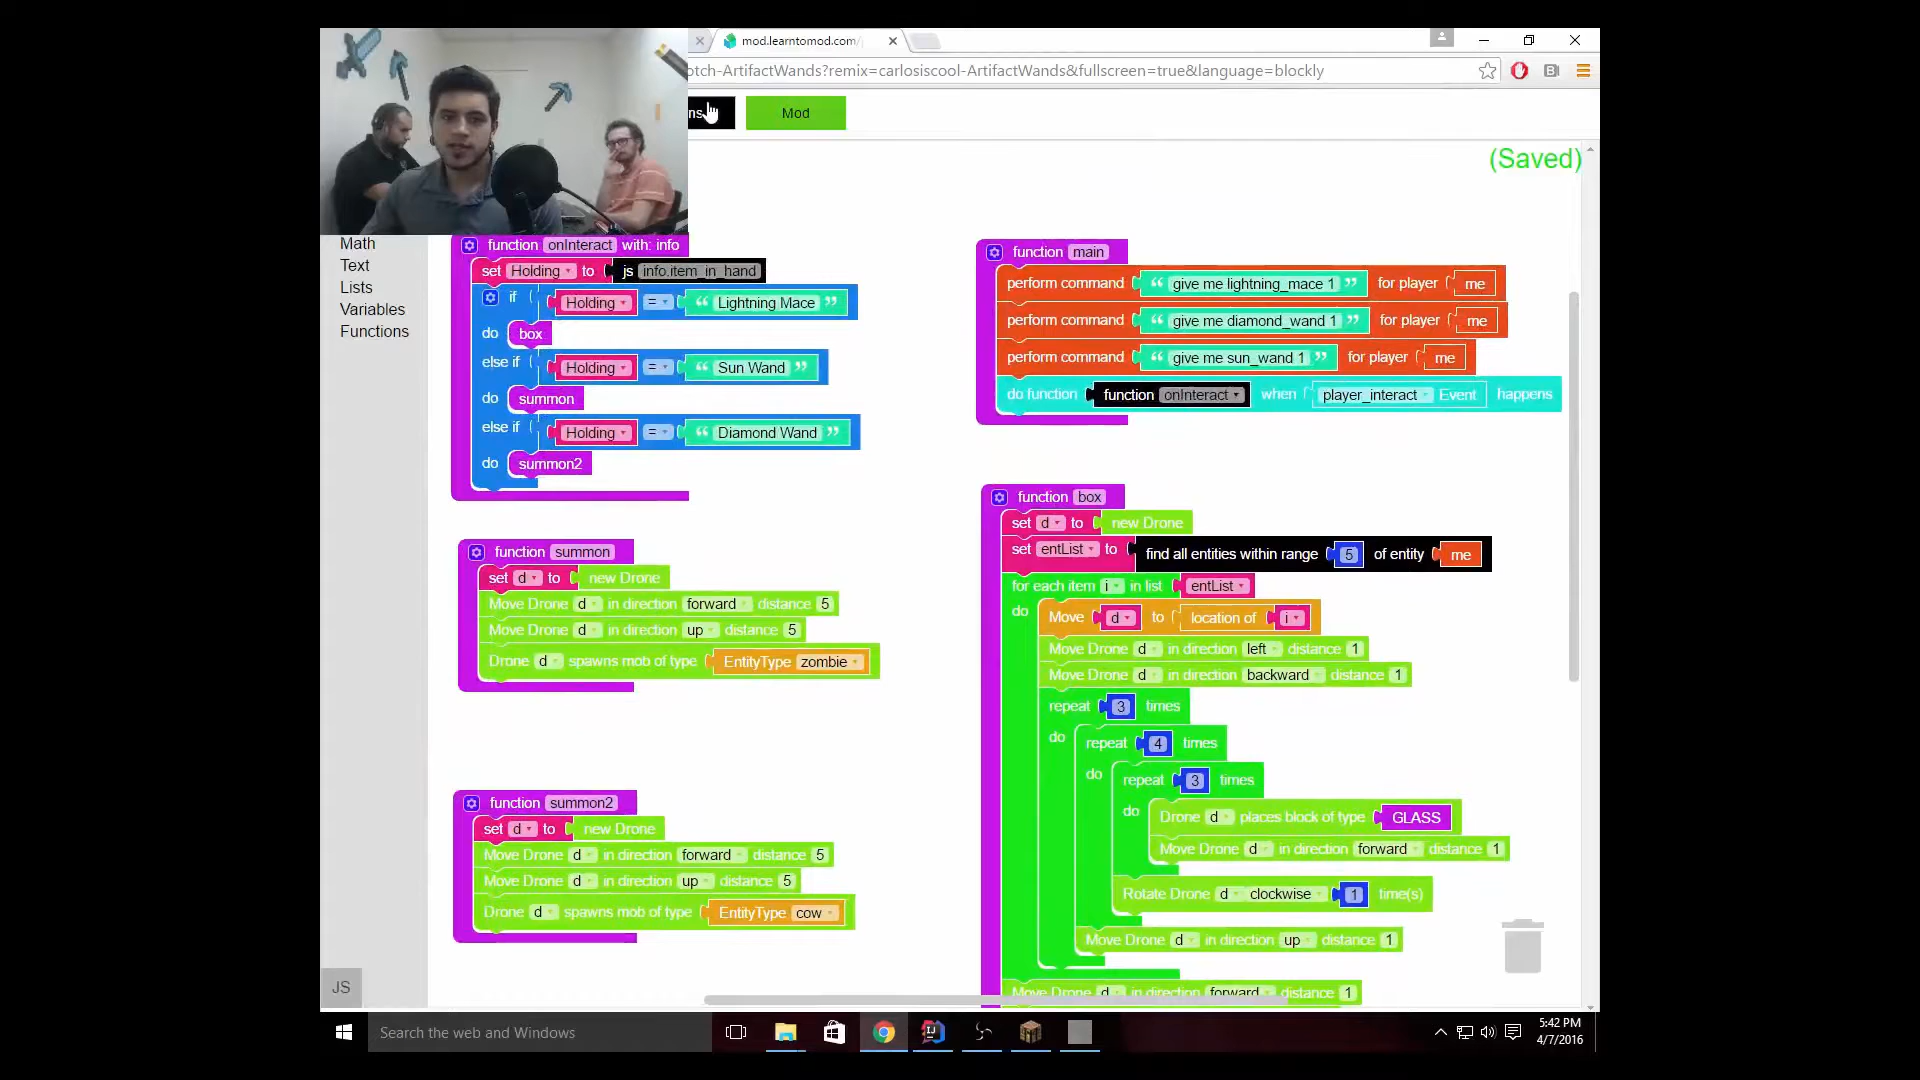 mod.learntomod.com/
otch-ArtifactWands?remix=carlosiscool-ArtifactWands&fullscreen=true&language=blockly
ns
Mod
(Saved)
Math
Text
Lists
Variables
Functions
JS
function onInteract with: info
set Holding to js info.item_in_hand
if Holding = “ Lightning Mace ”
do box
else if Holding = “ Sun Wand ”
do summon
else if Holding = “ Diamond Wand ”
do summon2
function summon
set d to new Drone
Move Drone d in direction forward distance 5
Move Drone d in direction up distance 5
Drone d spawns mob of type EntityType zombie
function summon2
set d to new Drone
Move Drone d in direction forward distance 5
Move Drone d in direction up distance 5
Drone d spawns mob of type EntityType cow
function main
perform command “ give me lightning_mace 1 ” for player me
perform command “ give me diamond_wand 1 ” for player me
perform command “ give me sun_wand 1 ” for player me
do function function onInteract when player_interact Event happens
function box
set d to new Drone
set entList to find all entities within range 5 of entity me
for each item i in list entList
do Move d to location of i
Move Drone d in direction left distance 1
Move Drone d in direction backward distance 1
repeat 3 times
do repeat 4 times
do repeat 3 times
do Drone d places block of type GLASS
Move Drone d in direction forward distance 1
Rotate Drone d clockwise 1 time(s)
Move Drone d in direction up distance 1
Move Drone d in direction forward distance 1
Search the web and Windows
5:42 PM
4/7/2016